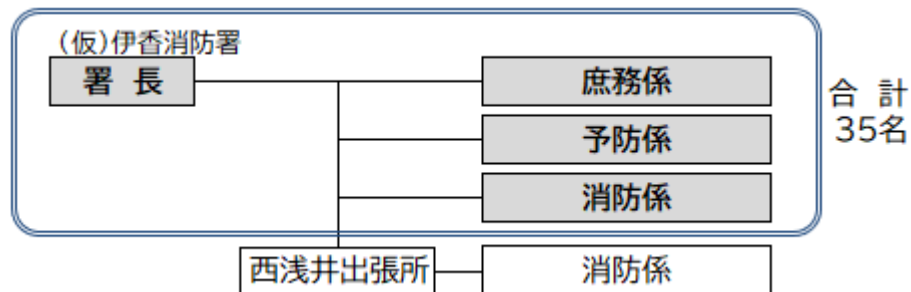 (仮)伊香消防署
署 長
庶務係
予防係
消防係
合 計
35名
西浅井出張所
消防係